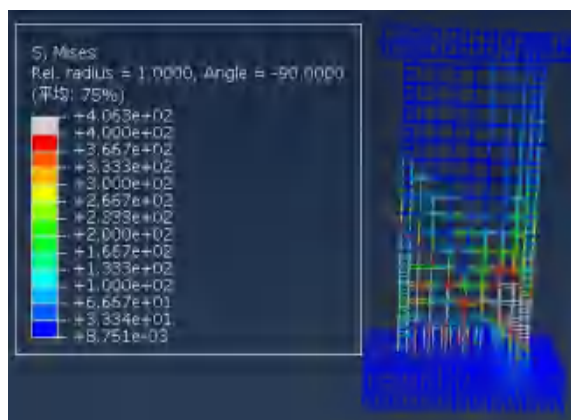 S, Mises
Rel. radius = 1.0000, Angle = -90.0000
(平均: 75%)
+4.063e+02
+4.000e+02
+3.667e+02
+3.333e+02
+3.000e+02
+2.667e+02
+2.333e+02
+2.000e+02
+1.667e+02
+1.333e+02
+1.000e+02
+6.667e+01
+3.334e+01
+8.751e-03